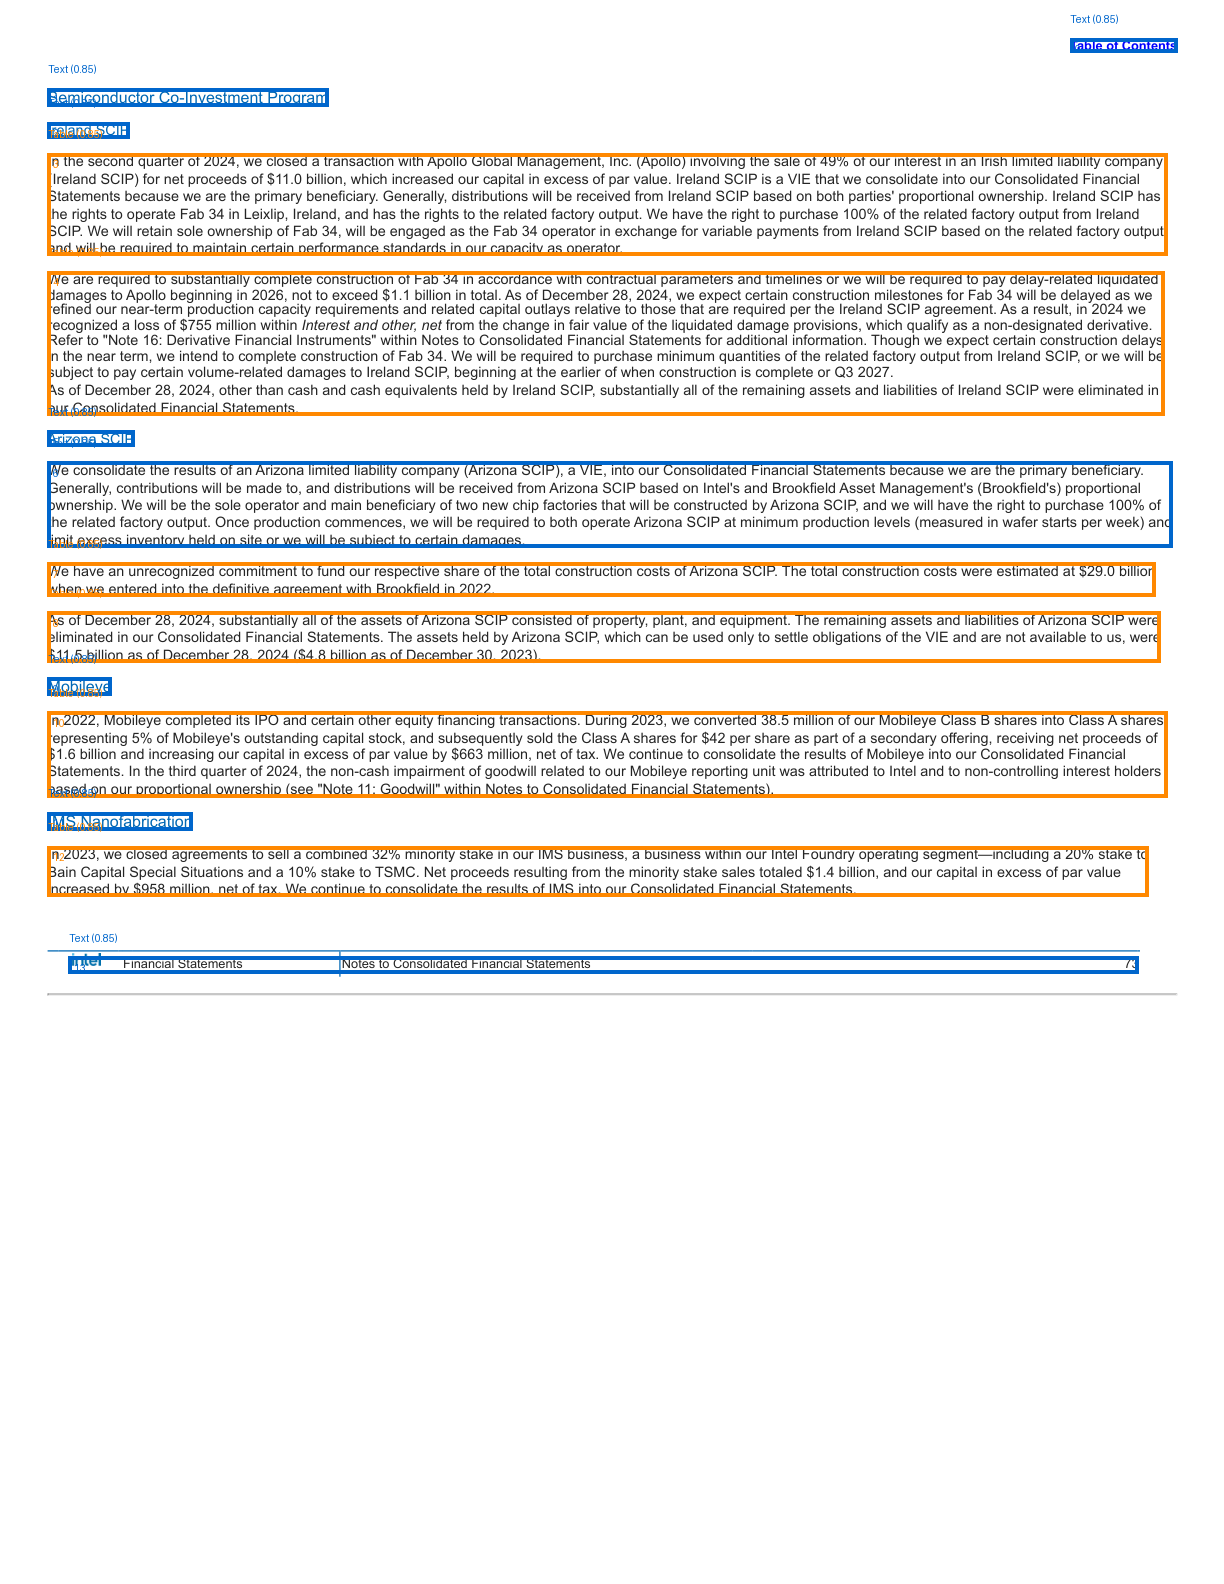 Text (0.85)
Table of Contents
Text (0.85)
Semiconductor Co-Investment Program
Ireland SCIP
In the second quarter of 2024, we closed a transaction with Apollo Global Management, Inc. (Apollo) involving the sale of 49% of our interest in an Irish limited liability company
(Ireland SCIP) for net proceeds of $11.0 billion, which increased our capital in excess of par value. Ireland SCIP is a VIE that we consolidate into our Consolidated Financial
Statements because we are the primary beneficiary. Generally, distributions will be received from Ireland SCIP based on both parties' proportional ownership. Ireland SCIP has
the rights to operate Fab 34 in Leixlip, Ireland, and has the rights to the related factory output. We have the right to purchase 100% of the related factory output from Ireland
SCIP. We will retain sole ownership of Fab 34, will be engaged as the Fab 34 operator in exchange for variable payments from Ireland SCIP based on the related factory output
and will be required to maintain certain performance standards in our capacity as operator.
We are required to substantially complete construction of Fab 34 in accordance with contractual parameters and timelines or we will be required to pay delay-related liquidated
damages to Apollo beginning in 2026, not to exceed $1.1 billion in total. As of December 28, 2024, we expect certain construction milestones for Fab 34 will be delayed as we
refined our near-term production capacity requirements and related capital outlays relative to those that are required per the Ireland SCIP agreement. As a result, in 2024 we
recognized a loss of $755 million within Interest and other, net from the change in fair value of the liquidated damage provisions, which qualify as a non-designated derivative.
Refer to "Note 16: Derivative Financial Instruments" within Notes to Consolidated Financial Statements for additional information. Though we expect certain construction delays
in the near term, we intend to complete construction of Fab 34. We will be required to purchase minimum quantities of the related factory output from Ireland SCIP, or we will be
subject to pay certain volume-related damages to Ireland SCIP, beginning at the earlier of when construction is complete or Q3 2027.
As of December 28, 2024, other than cash and cash equivalents held by Ireland SCIP, substantially all of the remaining assets and liabilities of Ireland SCIP were eliminated in
our Consolidated Financial Statements.
Text (0.85)
Arizona SCIP
We consolidate the results of an Arizona limited liability company (Arizona SCIP), a VIE, into our Consolidated Financial Statements because we are the primary beneficiary.
Generally, contributions will be made to, and distributions will be received from Arizona SCIP based on Intel's and Brookfield Asset Management's (Brookfield's) proportional
ownership. We will be the sole operator and main beneficiary of two new chip factories that will be constructed by Arizona SCIP, and we will have the right to purchase 100% of
the related factory output. Once production commences, we will be required to both operate Arizona SCIP at minimum production levels (measured in wafer starts per week) and
limit excess inventory held on site or we will be subject to certain damages.
We have an unrecognized commitment to fund our respective share of the total construction costs of Arizona SCIP. The total construction costs were estimated at $29.0 billion
when we entered into the definitive agreement with Brookfield in 2022.
As of December 28, 2024, substantially all of the assets of Arizona SCIP consisted of property, plant, and equipment. The remaining assets and liabilities of Arizona SCIP were
eliminated in our Consolidated Financial Statements. The assets held by Arizona SCIP, which can be used only to settle obligations of the VIE and are not available to us, were
$11.5 billion as of December 28, 2024 ($4.8 billion as of December 30, 2023).
Text (0.85)
Mobileye
Table (0.85)
In 2022, Mobileye completed its IPO and certain other equity financing transactions. During 2023, we converted 38.5 million of our Mobileye Class B shares into Class A shares
representing 5% of Mobileye's outstanding capital stock, and subsequently sold the Class A shares for $42 per share as part of a secondary offering, receiving net proceeds of
$1.6 billion and increasing our capital in excess of par value by $663 million, net of tax. We continue to consolidate the results of Mobileye into our Consolidated Financial
Statements. In the third quarter of 2024, the non-cash impairment of goodwill related to our Mobileye reporting unit was attributed to Intel and to non-controlling interest holders
based on our proportional ownership (see "Note 11: Goodwill" within Notes to Consolidated Financial Statements).
Text (0.85)
IMS Nanofabrication
Table (0.85)
In 2023, we closed agreements to sell a combined 32% minority stake in our IMS business, a business within our Intel Foundry operating segment—including a 20% stake to
Bain Capital Special Situations and a 10% stake to TSMC. Net proceeds resulting from the minority stake sales totaled $1.4 billion, and our capital in excess of par value
increased by $958 million, net of tax. We continue to consolidate the results of IMS into our Consolidated Financial Statements.
Text (0.85)
intel Financial Statements Notes to Consolidated Financial Statements 73